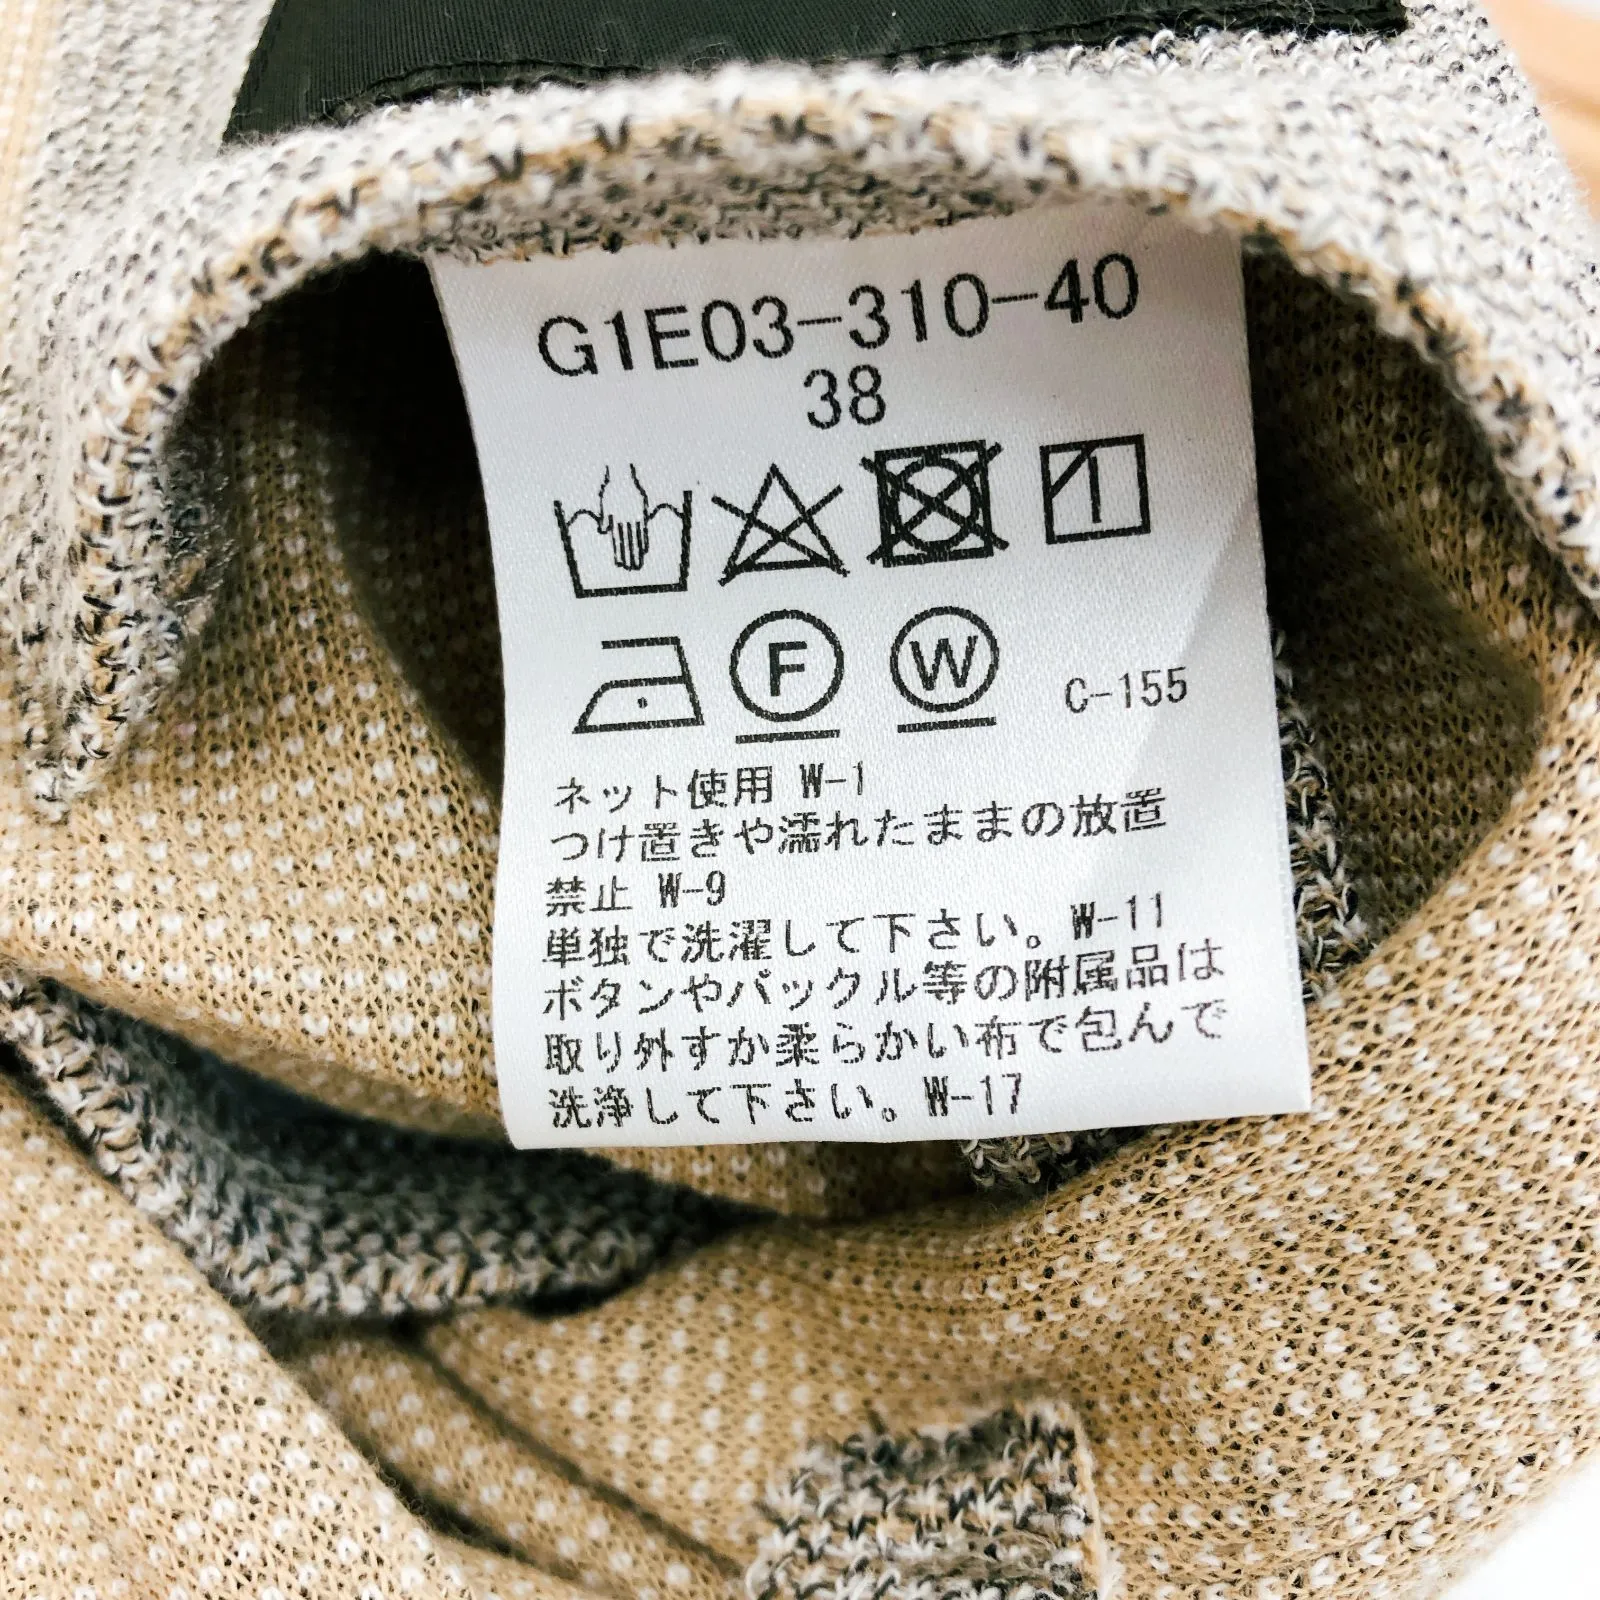 G1E03-310-40
38
F W C-155
ネット使用 W-1
つけ置きや濡れたままの放置
禁止 W-9
単独で洗濯して下さい。W-11
ボタンやバックル等の附属品は
取り外すか柔らかい布で包んで
洗浄して下さい。W-17